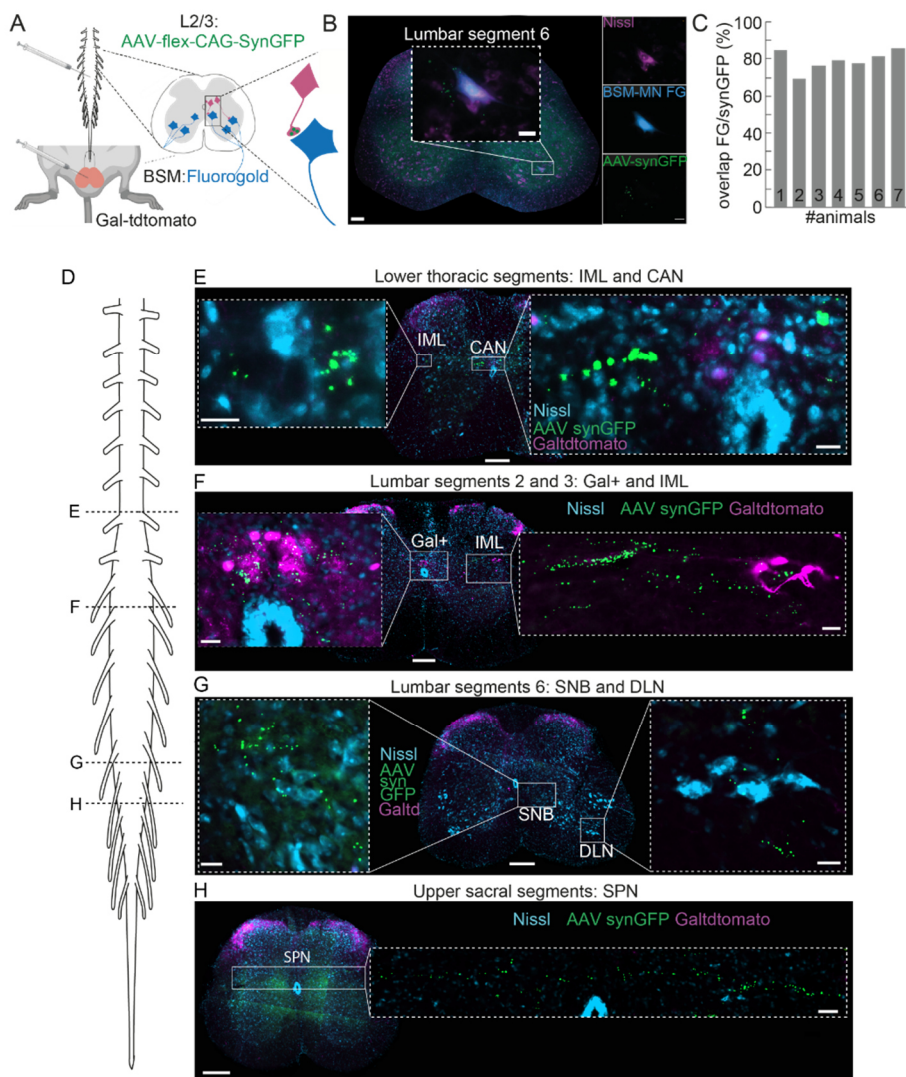 A
L2/3:
AAV-flex-CAG-SynGFP
BSM:Fluorogold
Gal-tdtomato
B
Lumbar segment 6
Nissl
BSM-MN FG
AAV-synGFP
C
overlap FG/synGFP (%)
100
80
60
40
20
0
1 2 3 4 5 6 7
#animals
D
E
F
G
H
E
Lower thoracic segments: IML and CAN
IML
CAN
Nissl
AAV synGFP
Galtdtomato
F
Lumbar segments 2 and 3: Gal+ and IML
Nissl AAV synGFP Galtdtomato
Gal+
IML
G
Lumbar segments 6: SNB and DLN
Nissl
AAV
syn
GFP
Galtd
SNB
DLN
H
Upper sacral segments: SPN
Nissl AAV synGFP Galtdtomato
SPN